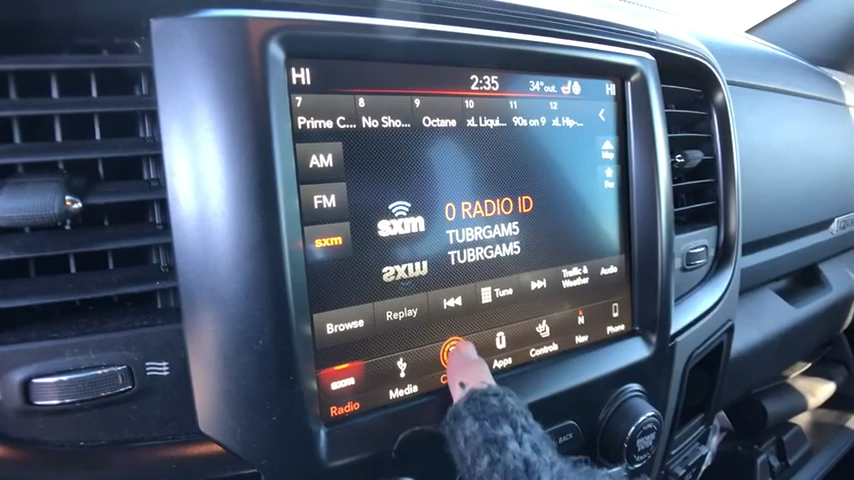 HI 2:35 34°out. HI
7 8 9 10 11 12
Prime C... No Sho... Octane xL Liqui... 90s on 9 xL Hip-...
AM
Map
FM
Fav
sxm
sxm
0 RADIO ID
TUBRGAM5
TUBRGAM5
Browse Replay Tune Traffic & Weather Audio
sxm
Radio Media C Apps Controls N Nav Phone
BACK